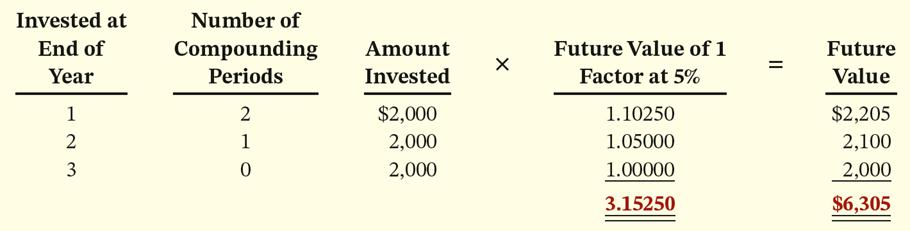 Invested at Number of
End of Compounding Amount Future Value of 1 Future
Year Periods Invested × Factor at 5% = Value
1 2 $2,000 1.10250 $2,205
2 1 2,000 1.05000 2,100
3 0 2,000 1.00000 2,000
3.15250 $6,305